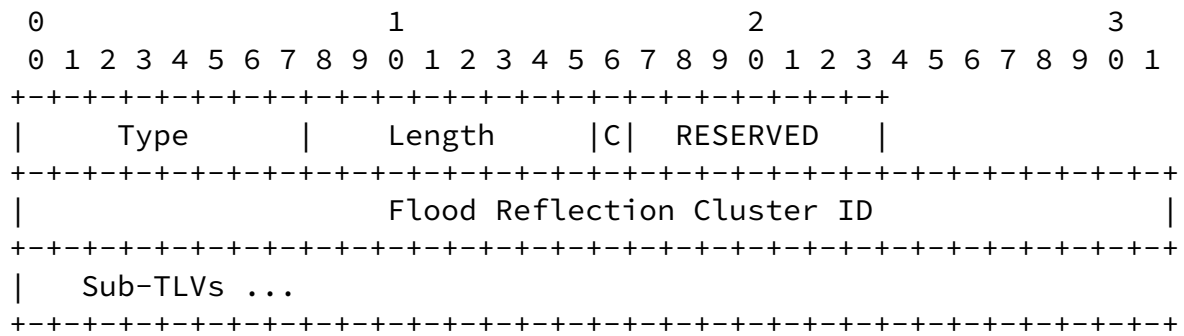 0                   1                   2                   3
 0 1 2 3 4 5 6 7 8 9 0 1 2 3 4 5 6 7 8 9 0 1 2 3 4 5 6 7 8 9 0 1
+-+-+-+-+-+-+-+-+-+-+-+-+-+-+-+-+-+-+-+-+-+-+-+-+
|     Type      |    Length     |C|  RESERVED   |
+-+-+-+-+-+-+-+-+-+-+-+-+-+-+-+-+-+-+-+-+-+-+-+-+-+-+-+-+-+-+-+-+
|                    Flood Reflection Cluster ID                |
+-+-+-+-+-+-+-+-+-+-+-+-+-+-+-+-+-+-+-+-+-+-+-+-+-+-+-+-+-+-+-+-+
|   Sub-TLVs ...
+-+-+-+-+-+-+-+-+-+-+-+-+-+-+-+-+-+-+-+-+-+-+-+-+-+-+-+-+-+-+-+-+